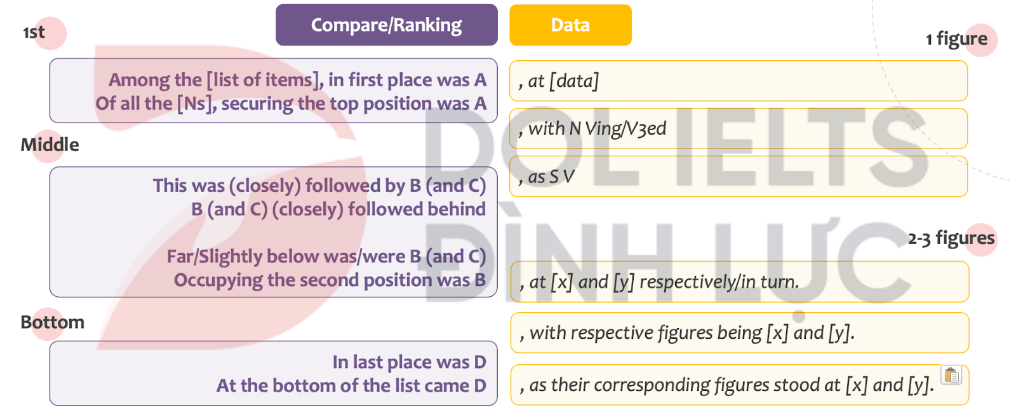 Compare/Ranking
Data
1st
1 figure
Among the [list of items], in first place was A
Of all the [Ns], securing the top position was A
, at [data]
, with N Ving/V3ed
Middle
, as S V
This was (closely) followed by B (and C)
B (and C) (closely) followed behind
2-3 figures
Far/Slightly below was/were B (and C)
Occupying the second position was B
, at [x] and [y] respectively/in turn.
Bottom
, with respective figures being [x] and [y].
In last place was D
At the bottom of the list came D
, as their corresponding figures stood at [x] and [y].
DOL IELTS
ĐÌNH LỰC